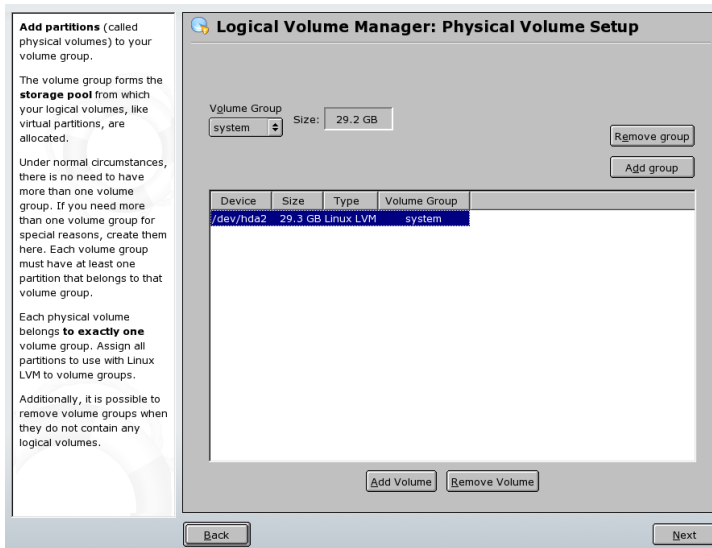 Add partitions (called
physical volumes) to your
volume group.
The volume group forms the
storage pool from which
your logical volumes, like
virtual partitions, are
allocated.
Under normal circumstances,
there is no need to have
more than one volume
group. If you need more
than one volume group for
special reasons, create them
here. Each volume group
must have at least one
partition that belongs to that
volume group.
Each physical volume
belongs to exactly one
volume group. Assign all
partitions to use with Linux
LVM to volume groups.
Additionally, it is possible to
remove volume groups when
they do not contain any
logical volumes.
Logical Volume Manager: Physical Volume Setup
Volume Group
system Size: 29.2 GB
Remove group
Add group
Device Size Type Volume Group
/dev/hda2 29.3 GB Linux LVM system
Add Volume Remove Volume
Back Next